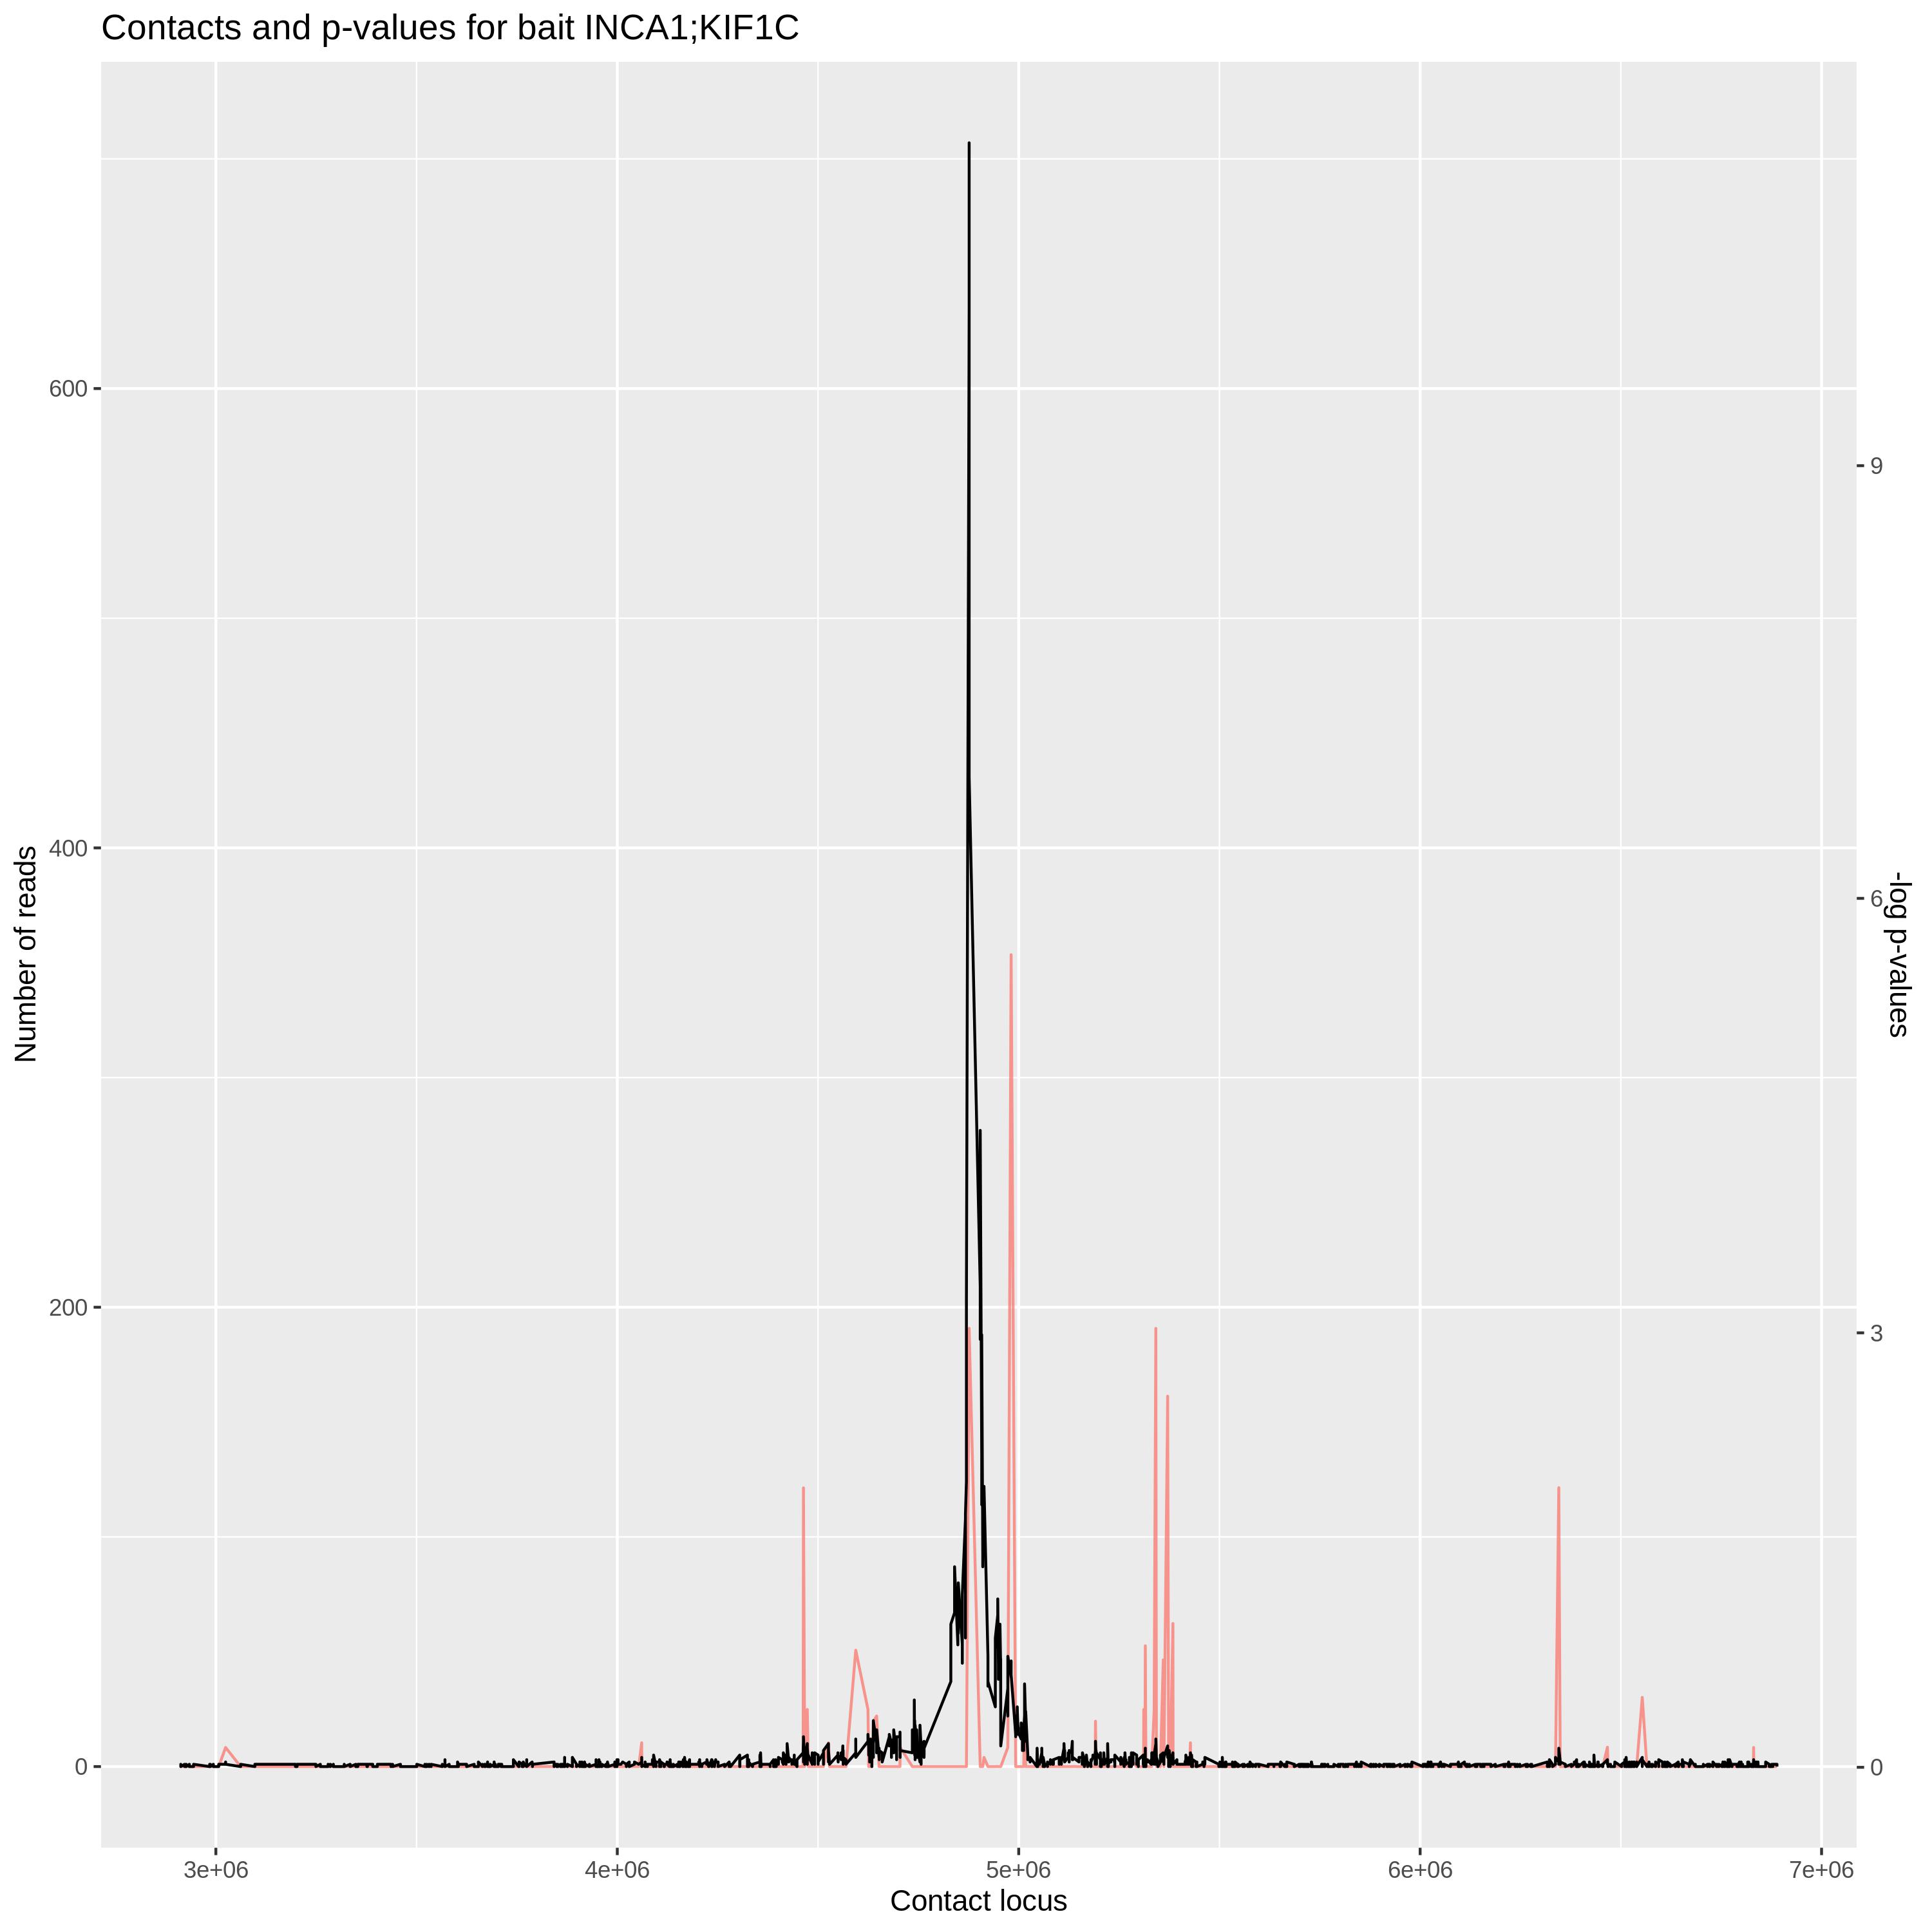 Contacts and p-values for bait INCA1;KIF1C
Number of reads
600
400
200
0
9
6
3
0
-log p-values
3e+06
4e+06
5e+06
6e+06
7e+06
Contact locus